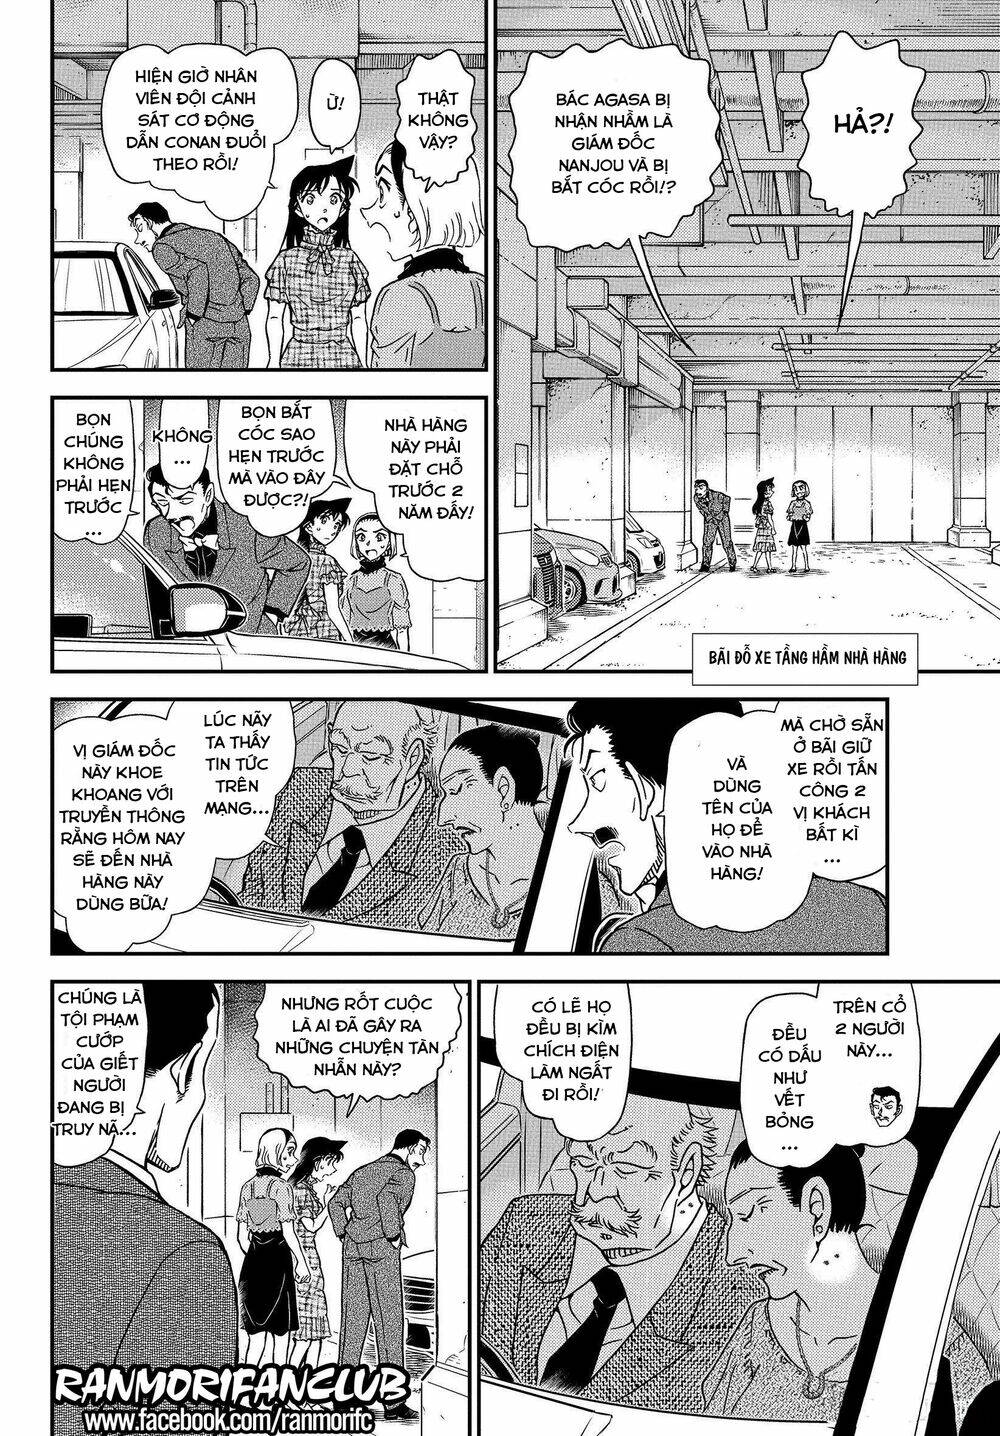 HẢ?!
BÁC AGASA BỊ
NHẬN NHẦM LÀ
GIÁM ĐỐC
NANJOU VÀ BỊ
BẮT CÓC RỒI!?
BÃI ĐỖ XE TẦNG HẦM NHÀ HÀNG
THẬT
KHÔNG
VẬY?
Ừ!
HIỆN GIỜ NHÂN
VIÊN ĐỘI CẢNH
SÁT CƠ ĐỘNG
DẪN CONAN ĐUỔI
THEO RỒI!
NHÀ HÀNG
NÀY PHẢI
ĐẶT CHỖ
TRƯỚC 2
NĂM ĐẤY!
BỌN BẮT
CÓC SAO
HẸN TRƯỚC
MÀ VÀO ĐÂY
ĐƯỢC?!
KHÔNG
...
BỌN
CHÚNG
KHÔNG
PHẢI HẸN
TRƯỚC
...
MÀ CHỜ SẴN
Ở BÃI GIỮ
XE RỒI TẤN
CÔNG 2
VỊ KHÁCH
BẤT KÌ
...
VÀ
DÙNG
TÊN CỦA
HỌ ĐỂ
VÀO NHÀ
HÀNG!
LÚC NÃY
TA THẤY
TIN TỨC
TRÊN
MẠNG...
VỊ GIÁM ĐỐC
NÀY KHOE
KHOANG VỚI
TRUYỀN THÔNG
RẰNG HÔM NAY
SẼ ĐẾN NHÀ
HÀNG NÀY
DÙNG BỮA!
TRÊN CỔ
2 NGƯỜI
NÀY...
ĐỀU
CÓ DẤU
NHƯ
VẾT
BỎNG
...
CÓ LẼ HỌ
ĐỀU BỊ KÌM
CHÍCH ĐIỆN
LÀM NGẤT
ĐI RỒI!
NHƯNG RỐT CUỘC
LÀ AI ĐÃ GÂY RA
NHỮNG CHUYỆN TÀN
NHẪN NÀY?
CHÚNG LÀ
TỘI PHẠM
CƯỚP
CỦA GIẾT
NGƯỜI
ĐANG BỊ
TRUY NÃ...
RANMORIFANCLUB
www.facebook.com/ranmorifc